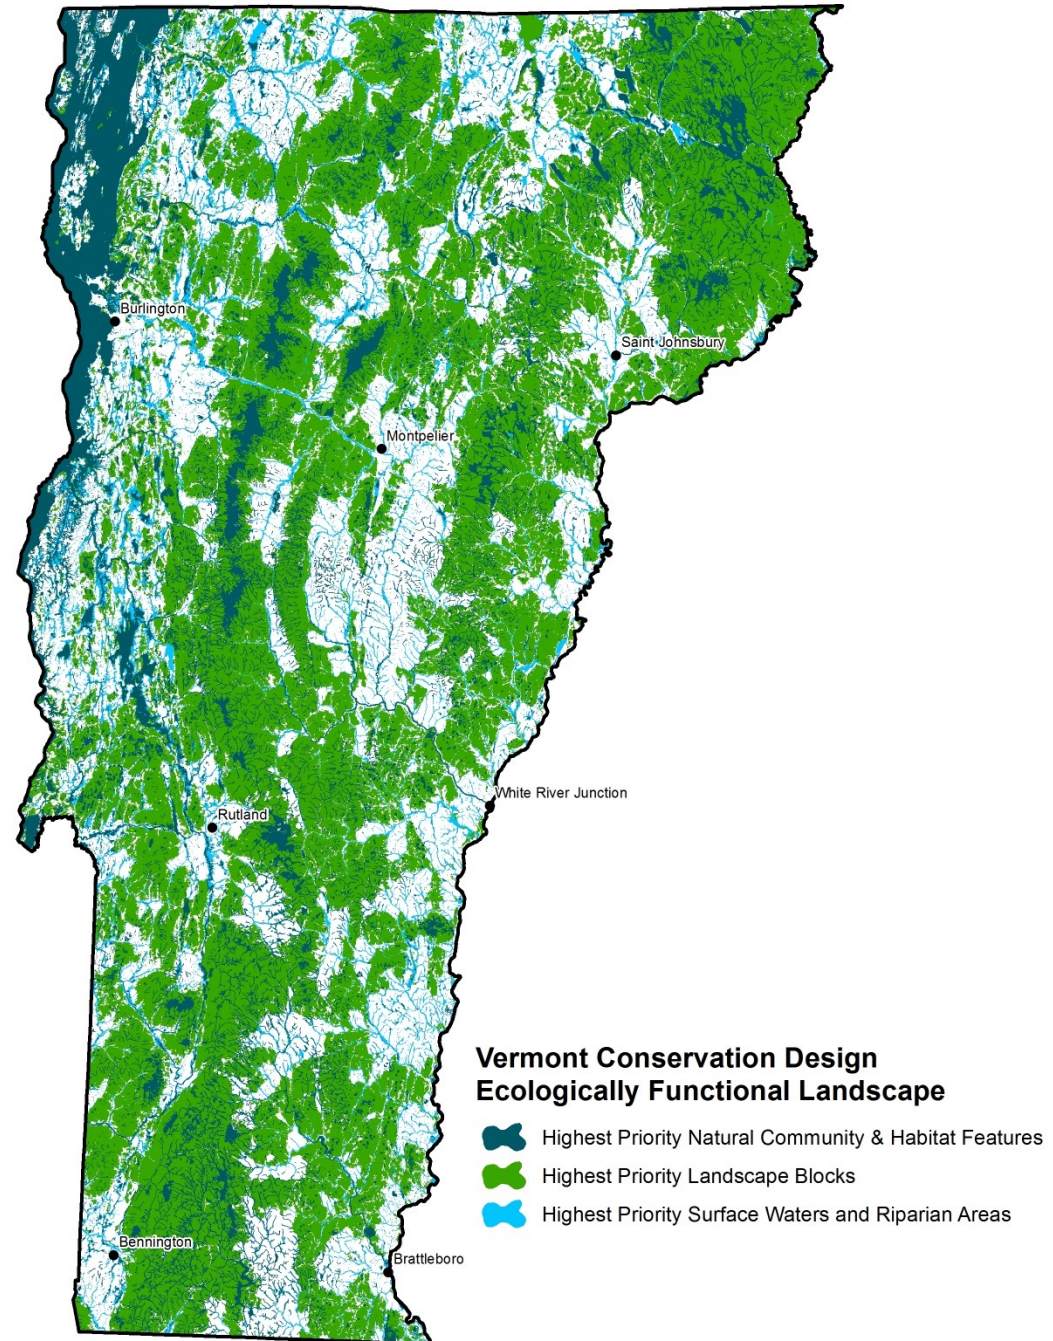 Burlington
Saint Johnsbury
Montpelier
White River Junction
Rutland
Vermont Conservation Design
Ecologically Functional Landscape
Highest Priority Natural Community & Habitat Features
Highest Priority Landscape Blocks
Highest Priority Surface Waters and Riparian Areas
Bennington
Brattleboro